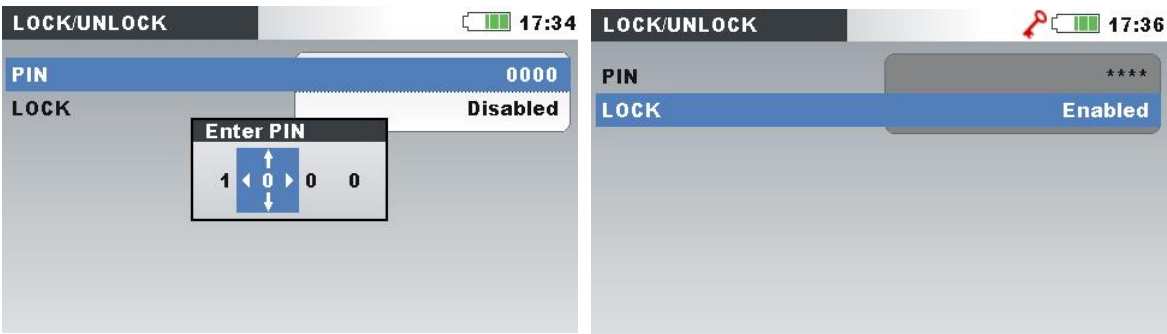 LOCK/UNLOCK 17:34
PIN 0000
LOCK Disabled
Enter PIN
1 0 0 0
LOCK/UNLOCK 17:36
PIN ****
LOCK Enabled